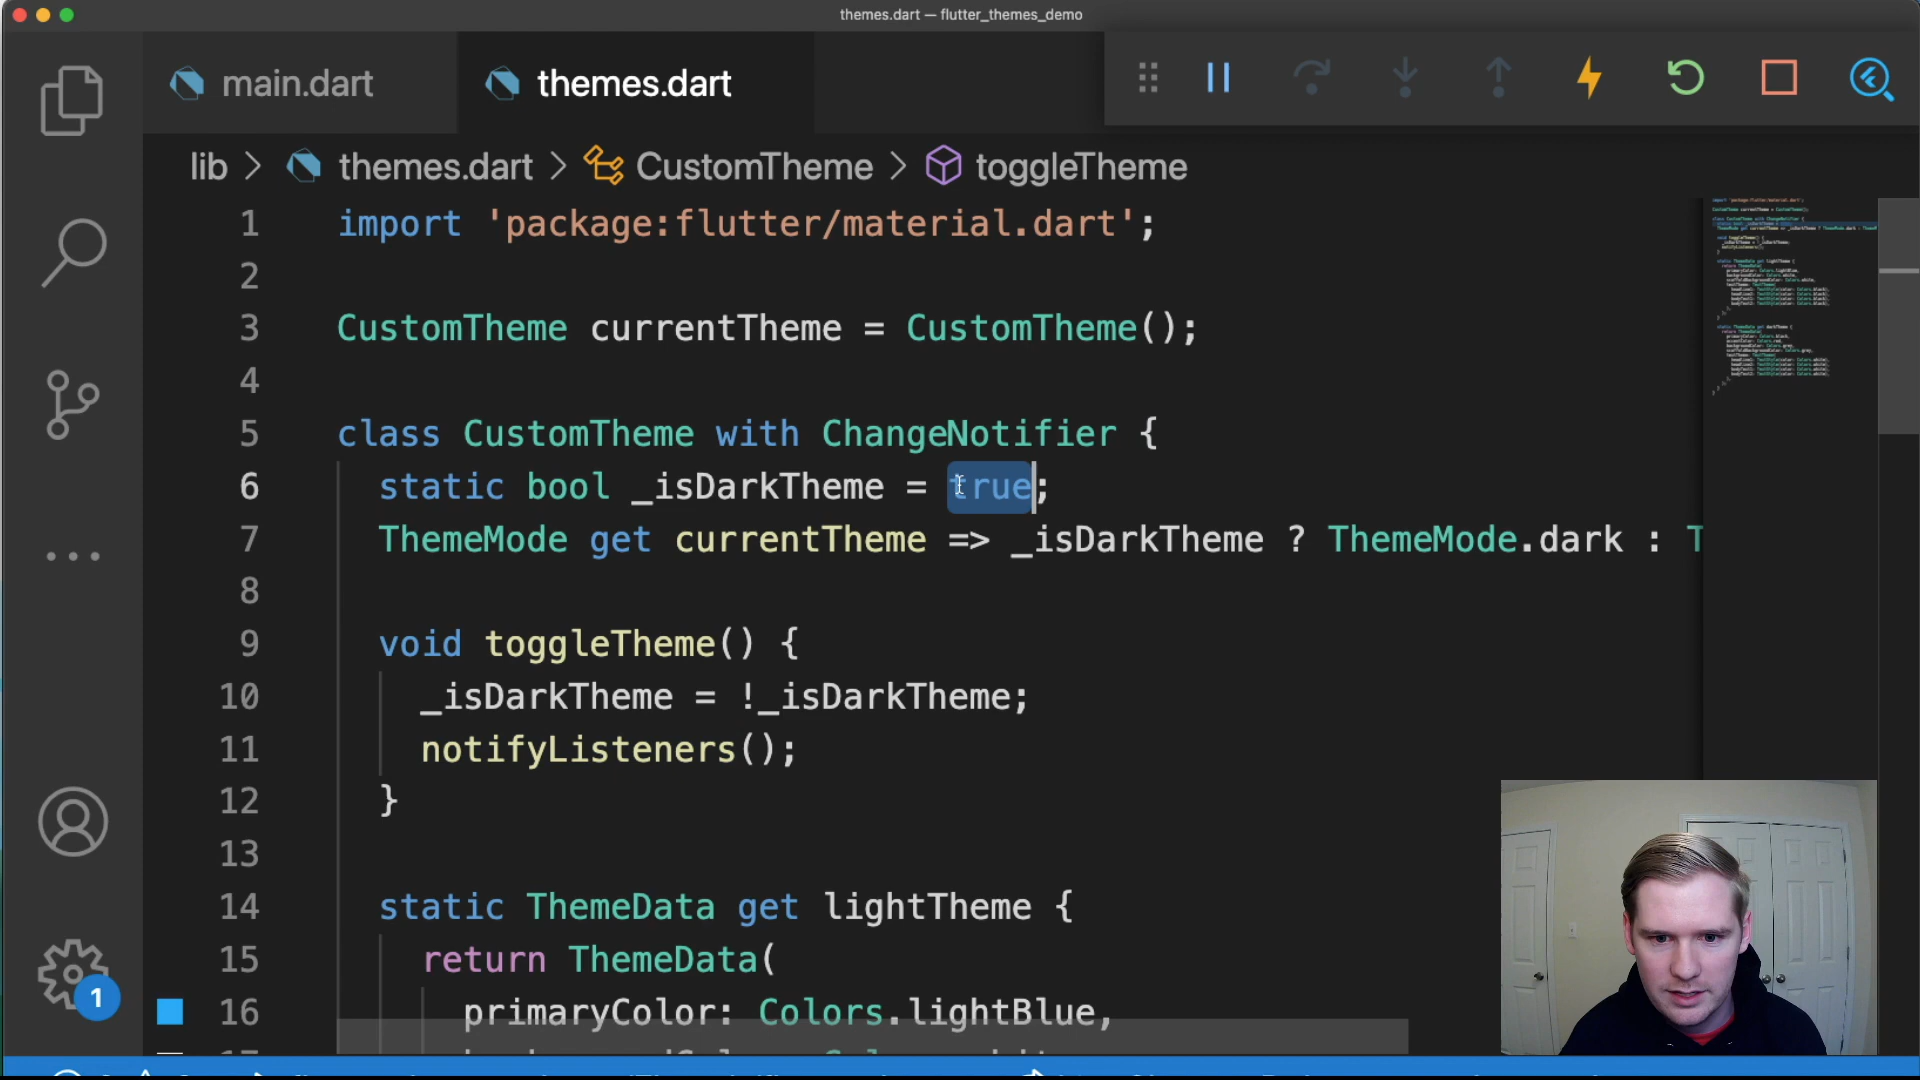 themes.dart — flutter_themes_demo
main.dart
themes.dart
lib > themes.dart > CustomTheme > toggleTheme
1 import 'package:flutter/material.dart';
2
3 CustomTheme currentTheme = CustomTheme();
4
5 class CustomTheme with ChangeNotifier {
6 static bool _isDarkTheme = true;
7 ThemeMode get currentTheme => _isDarkTheme ? ThemeMode.dark : T
8
9 void toggleTheme() {
10 _isDarkTheme = !_isDarkTheme;
11 notifyListeners();
12 }
13
14 static ThemeData get lightTheme {
15 return ThemeData(
16 primaryColor: Colors.lightBlue,
1